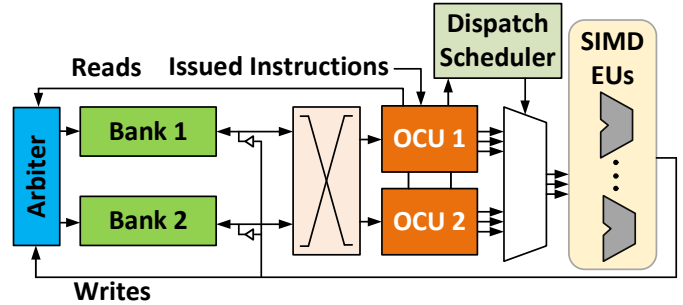 Dispatch
Scheduler
SIMD
EUs
Reads
Issued Instructions
Arbiter
Bank 1
OCU 1
Bank 2
OCU 2
Writes